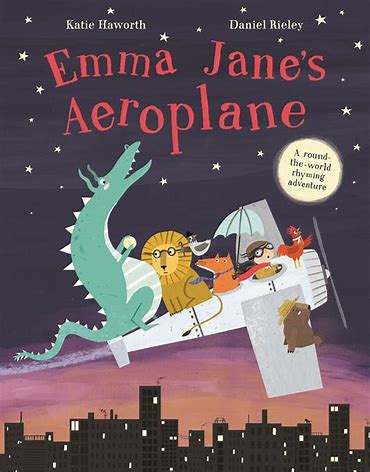 Katie Haworth
Daniel Rieley
Emma Jane's
Aeroplane
A round-
the-world
rhyming
adventure